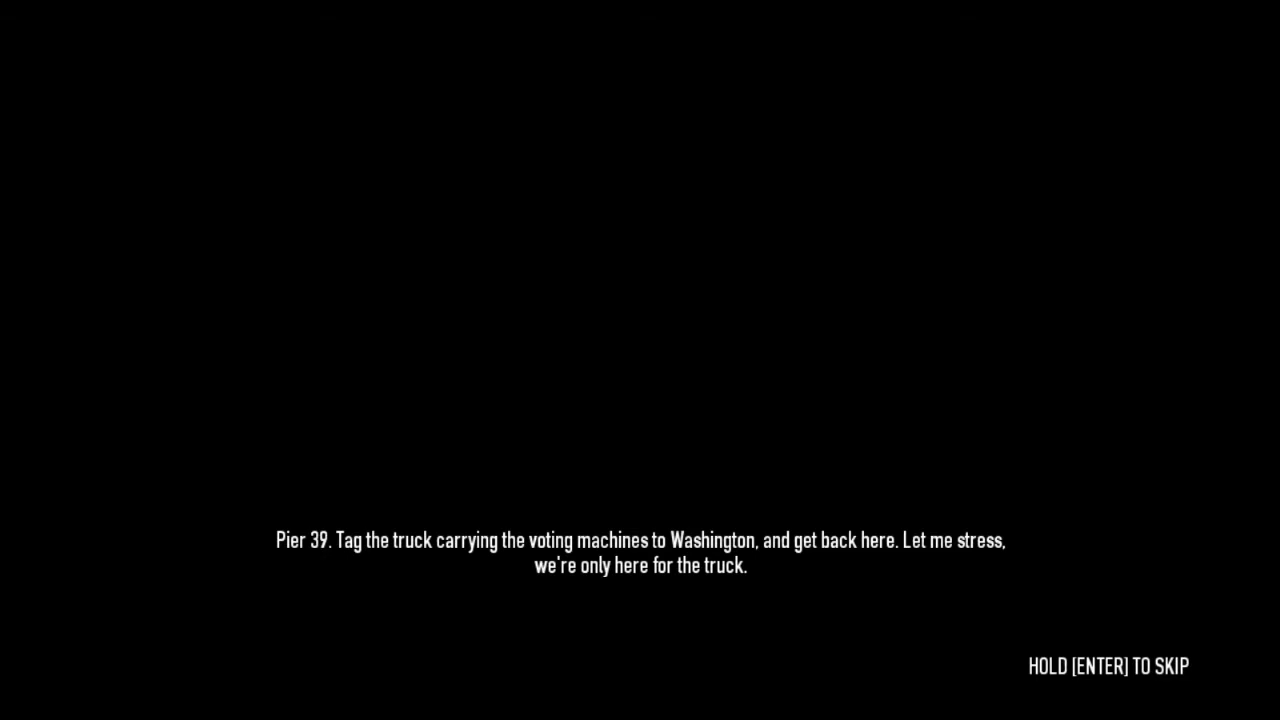 Pier 39. Tag the truck carrying the voting machines to Washington, and get back here. Let me stress,
we're only here for the truck.
HOLD [ENTER] TO SKIP